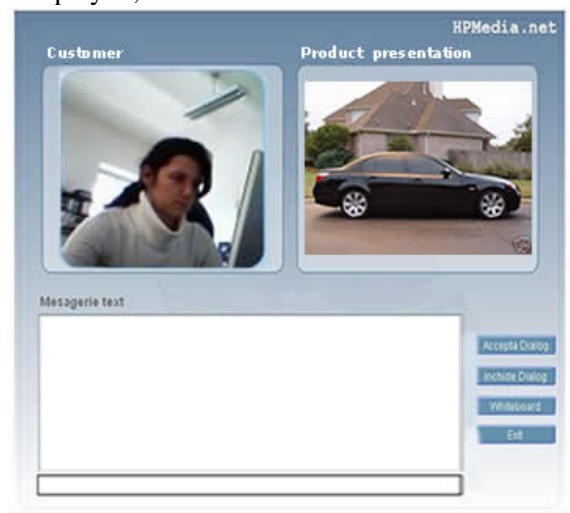 HPMedia.net
Customer
Product presentation
Mesagerie text
Accepta Dialog
Inchide Dialog
Whiteboard
Exit